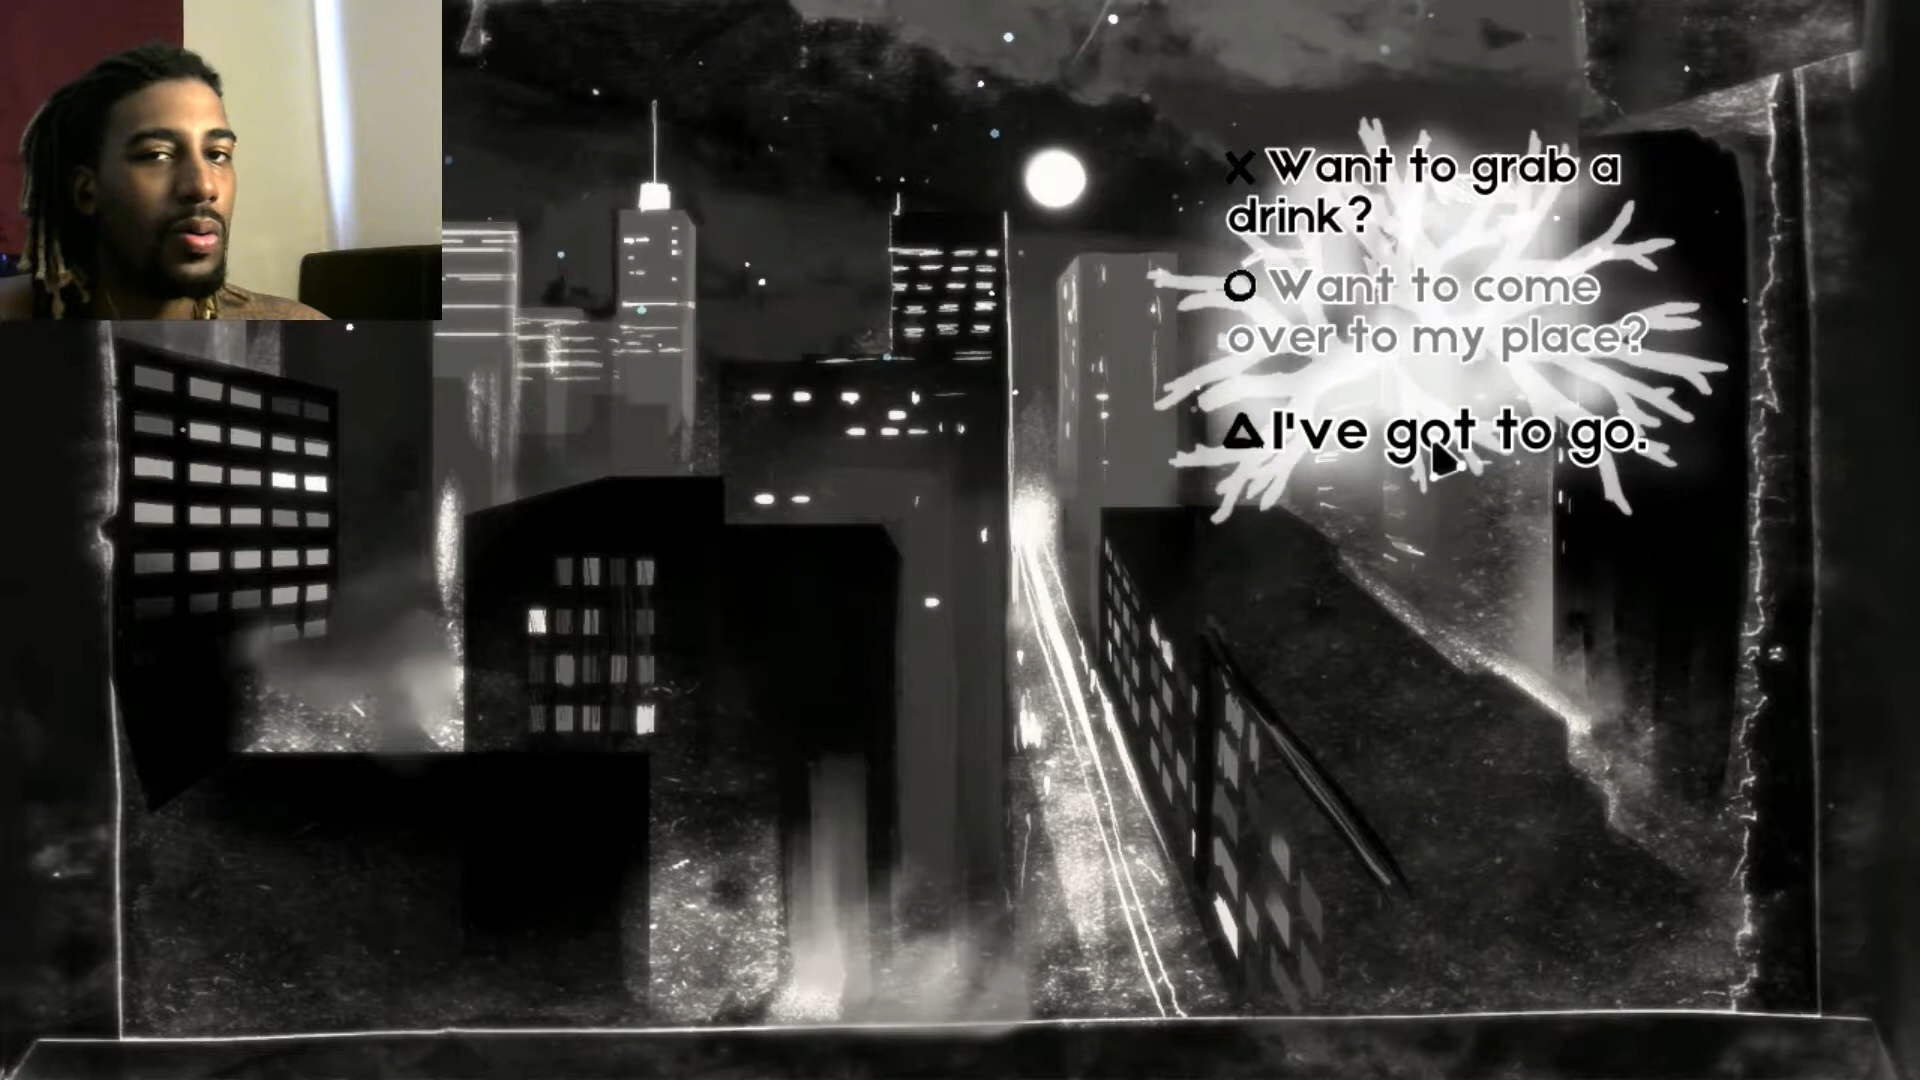 X Want to grab a
drink?
O Want to come
over to my place?
△ I've got to go.